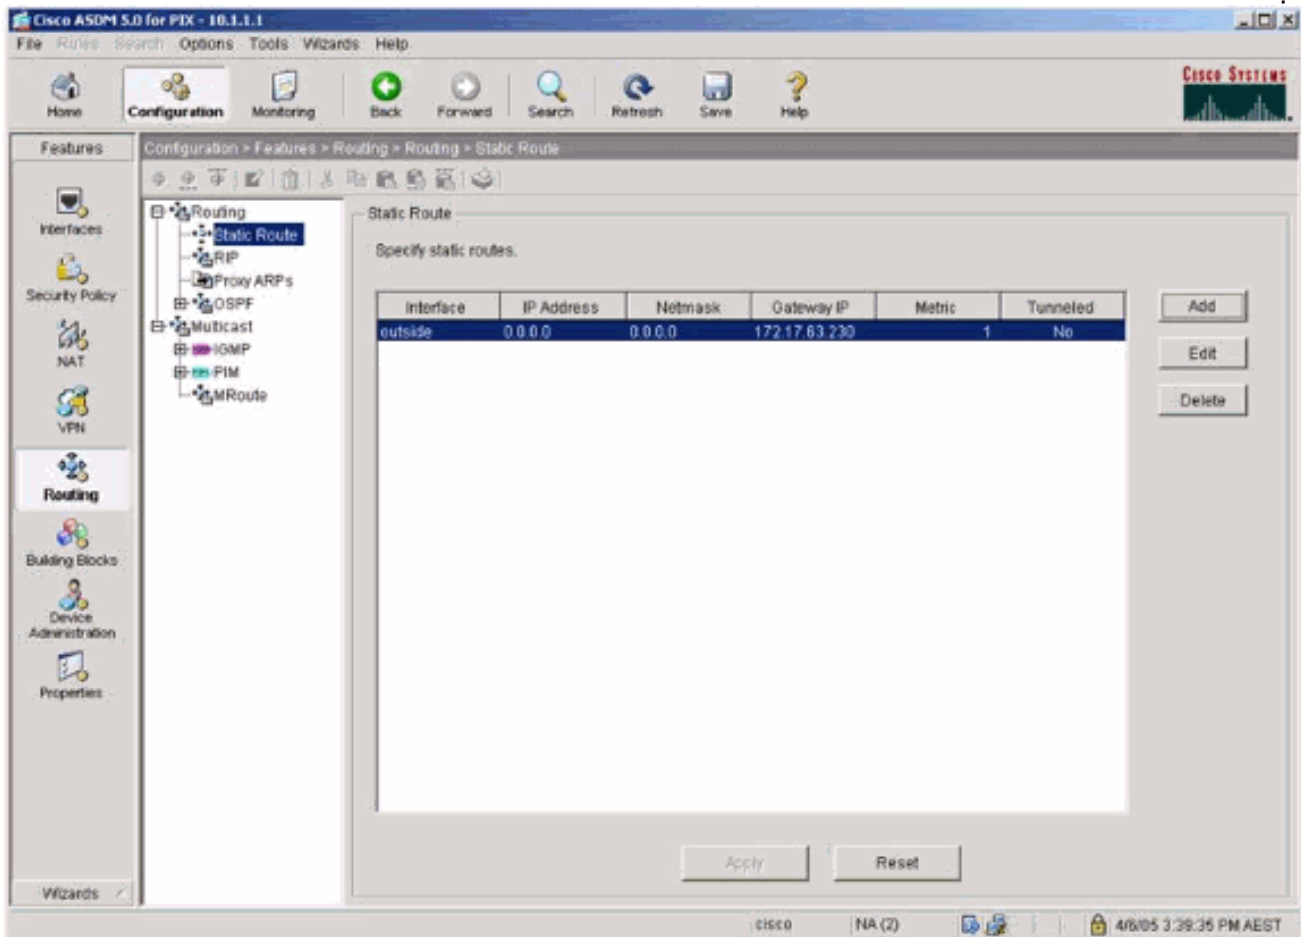 Cisco ASDM 5.0 for PIX - 10.1.1.1
File Rules Search Options Tools Wizards Help
Home Configuration Monitoring Back Forward Search Refresh Save Help
CISCO SYSTEMS
Features
Configuration > Features > Routing > Routing > Static Route
Interfaces
Security Policy
NAT
VPN
Routing
Building Blocks
Device
Administration
Properties
Wizards
Routing
Static Route
RIP
Proxy ARPs
OSPF
Multicast
IGMP
PIM
MRoute
Static Route
Specify static routes.
Interface IP Address Netmask Gateway IP Metric Tunneled
outside 0.0.0.0 0.0.0.0 172.17.63.230 1 No
Add
Edit
Delete
Apply Reset
cisco NA (2) 4/6/05 3:39:35 PM AEST